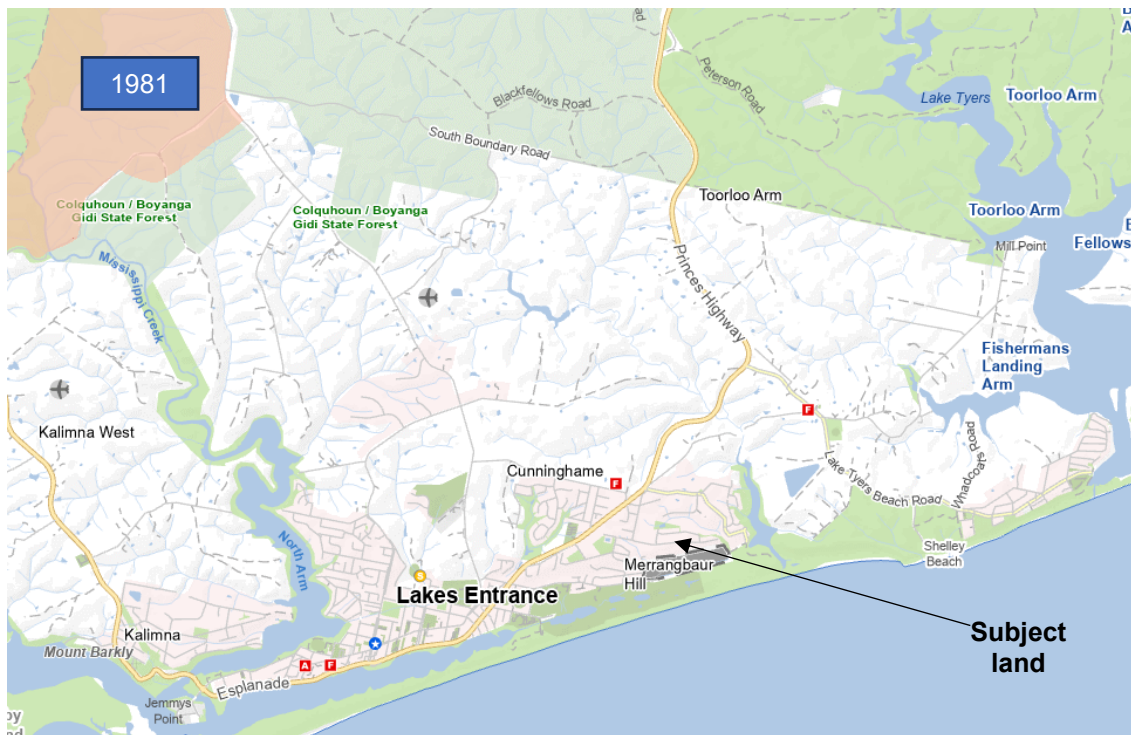 1981
Peterson Road
Lake Tyers
Toorloo Arm
Blackfellows Road
South Boundary Road
Toorloo Arm
Colquhoun / Boyanga
Gidi State Forest
Colquhoun / Boyanga
Gidi State Forest
Toorloo Arm
Mill Point
Fellows
Mississippi Creek
Princes Highway
Fishermans
Landing
Arm
F
Kalimna West
Cunninghame
F
Whadcoats Road
Lake Tyers Beach Road
North Arm
Shelley
Beach
Merrangbaur
Hill
S
Lakes Entrance
Subject
land
Kalimna
Mount Barkly
A
F
Esplanade
Jemmys
Point